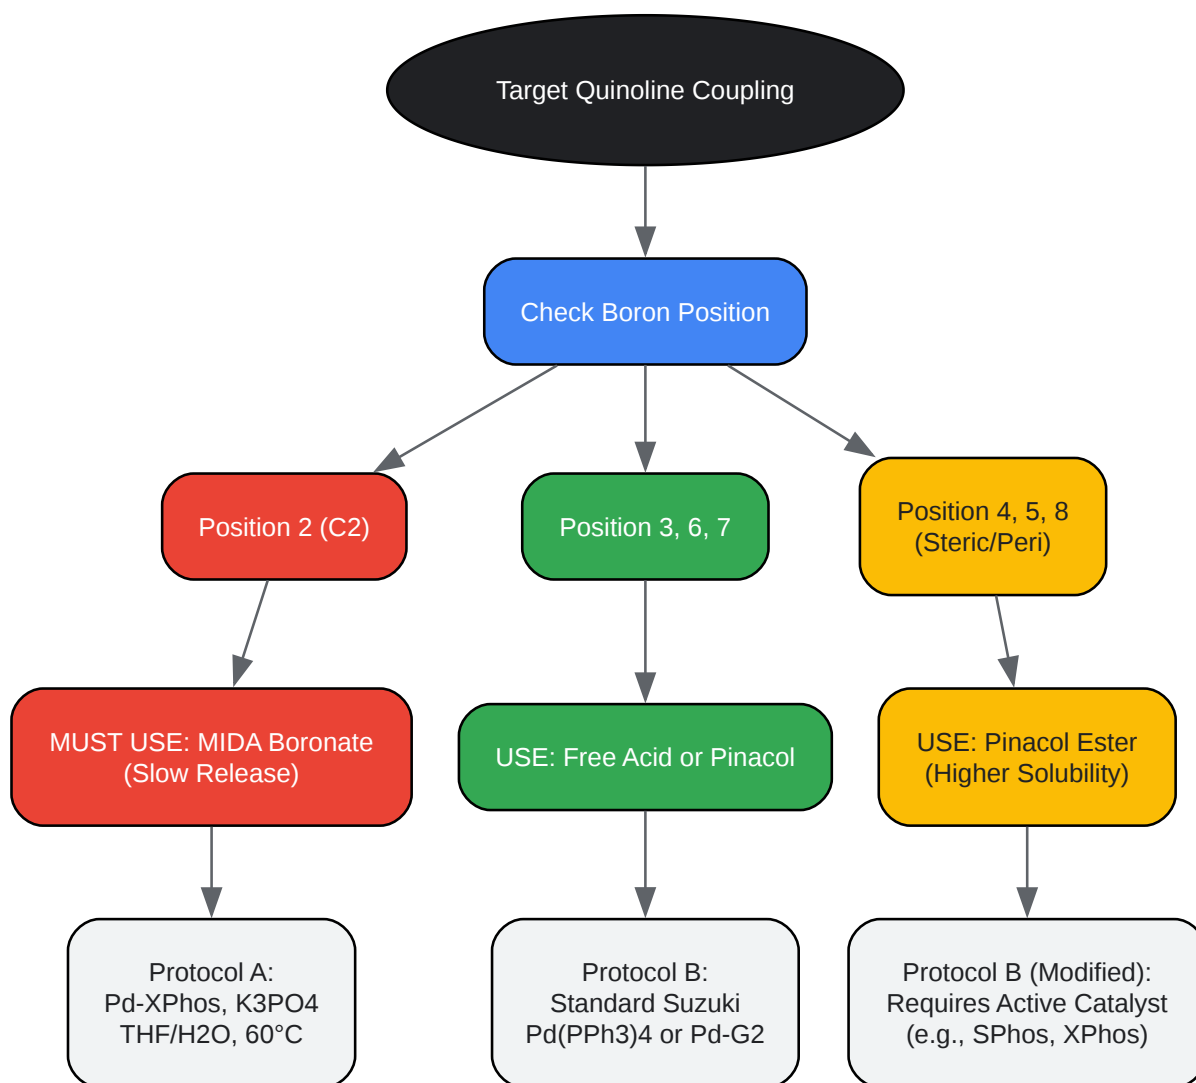 Target Quinoline Coupling
Check Boron Position
Position 2 (C2)
Position 3, 6, 7
Position 4, 5, 8
(Steric/Peri)
MUST USE: MIDA Boronate
(Slow Release)
USE: Free Acid or Pinacol
USE: Pinacol Ester
(Higher Solubility)
Protocol A:
Pd-XPhos, K3PO4
THF/H2O, 60°C
Protocol B:
Standard Suzuki
Pd(PPh3)4 or Pd-G2
Protocol B (Modified):
Requires Active Catalyst
(e.g., SPhos, XPhos)